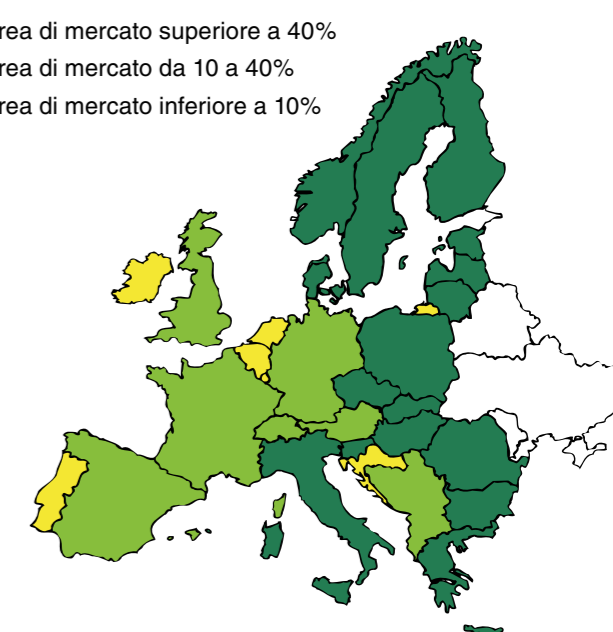 rea di mercato superiore a 40%
rea di mercato da 10 a 40%
rea di mercato inferiore a 10%